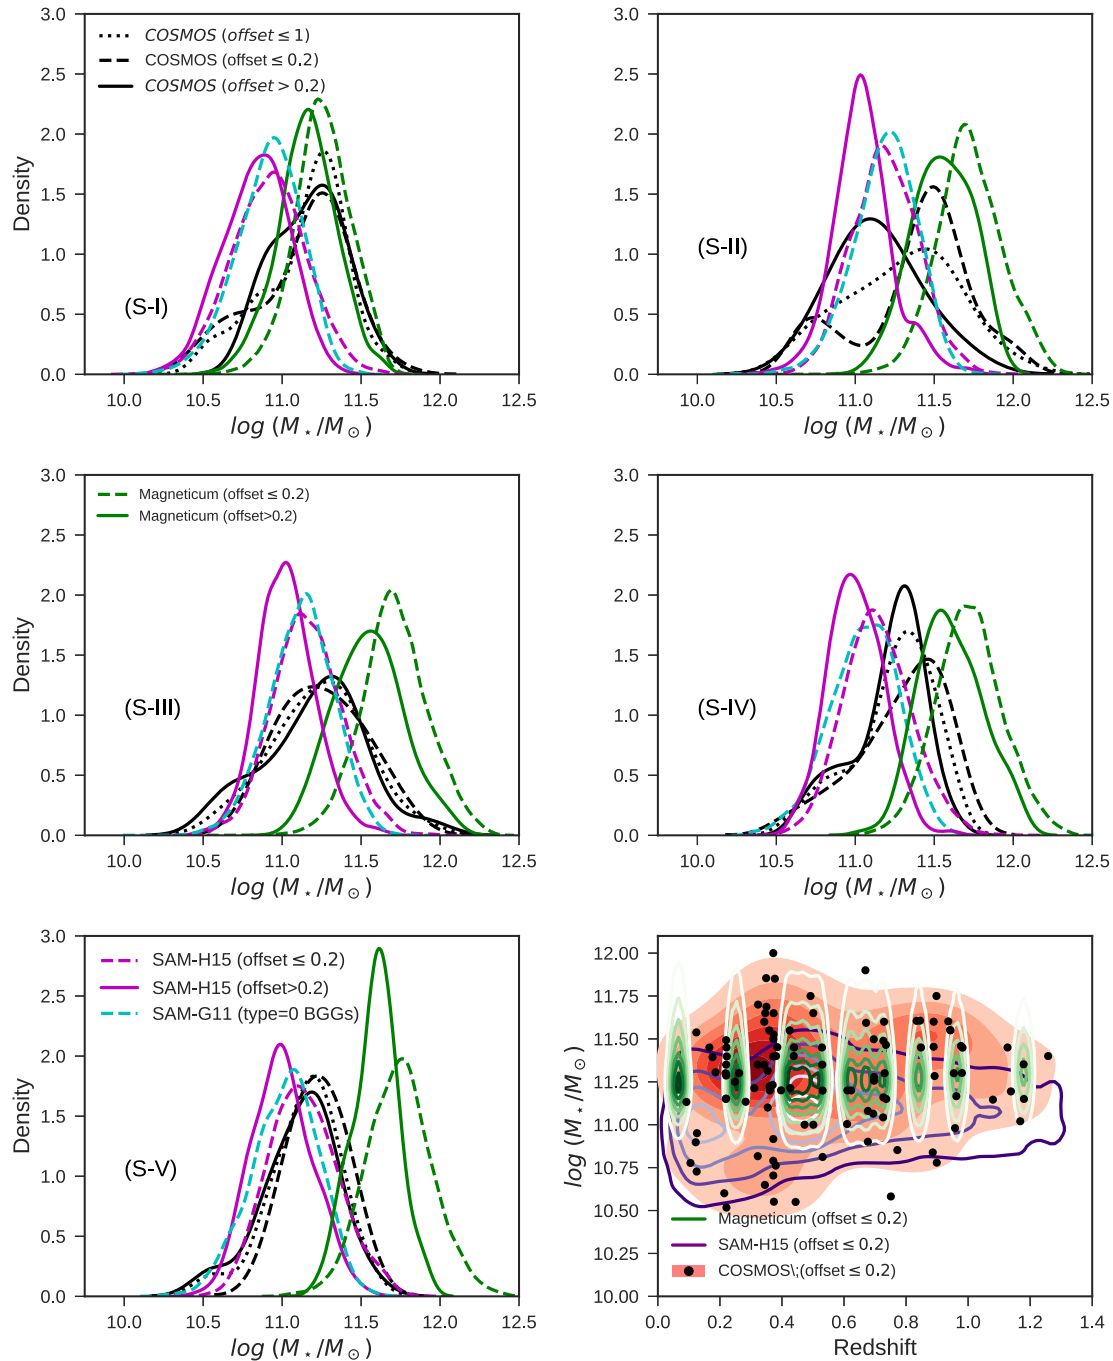 3.0
2.5
2.0
1.5
1.0
0.5
0.0
Density
COSMOS (offset ≤ 1)
COSMOS (offset ≤ 0.2)
COSMOS (offset > 0.2)
(S-I)
10.0 10.5 11.0 11.5 12.0 12.5
log (M⋆/M⊙)
3.0
2.5
2.0
1.5
1.0
0.5
0.0
(S-II)
10.0 10.5 11.0 11.5 12.0 12.5
log (M⋆/M⊙)
3.0
2.5
2.0
1.5
1.0
0.5
0.0
Density
Magneticum (offset ≤ 0.2)
Magneticum (offset>0.2)
(S-III)
10.0 10.5 11.0 11.5 12.0 12.5
log (M⋆/M⊙)
3.0
2.5
2.0
1.5
1.0
0.5
0.0
(S-IV)
10.0 10.5 11.0 11.5 12.0 12.5
log (M⋆/M⊙)
3.0
2.5
2.0
1.5
1.0
0.5
0.0
Density
SAM-H15 (offset ≤ 0.2)
SAM-H15 (offset>0.2)
SAM-G11 (type=0 BGGs)
(S-V)
10.0 10.5 11.0 11.5 12.0 12.5
log (M⋆/M⊙)
12.00
11.75
11.50
11.25
11.00
10.75
10.50
10.25
10.00
log (M⋆/M⊙)
Magneticum (offset ≤ 0.2)
SAM-H15 (offset ≤ 0.2)
COSMOS\;(offset ≤ 0.2)
0.0 0.2 0.4 0.6 0.8 1.0 1.2 1.4
Redshift